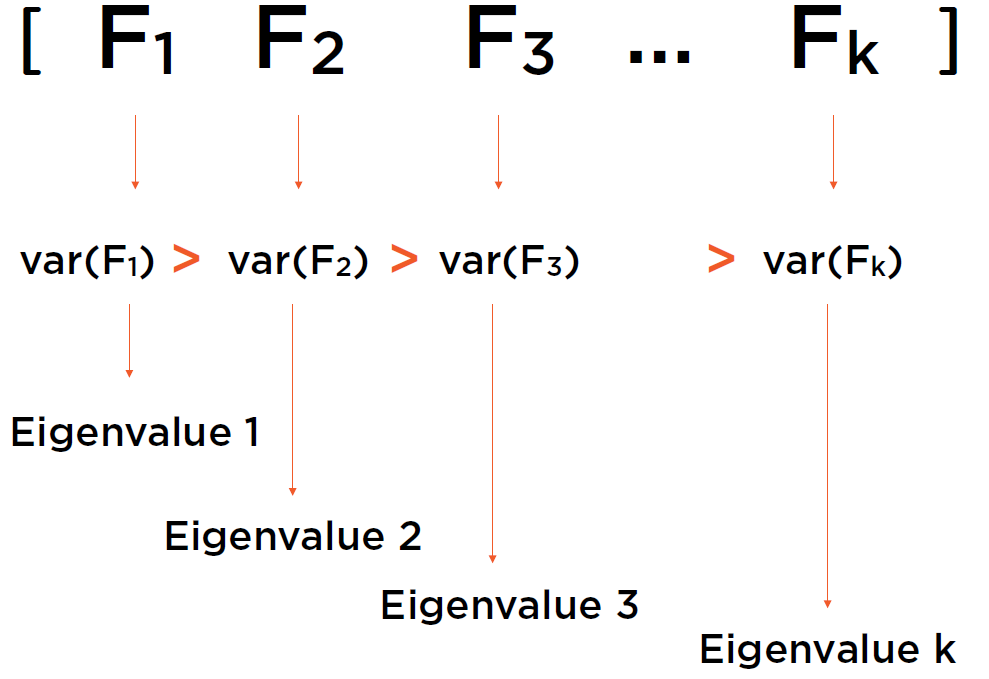 [ F₁ F₂ F₃ ... Fₖ ]
var(F₁) > var(F₂) > var(F₃) > var(Fₖ)
Eigenvalue 1
Eigenvalue 2
Eigenvalue 3
Eigenvalue k